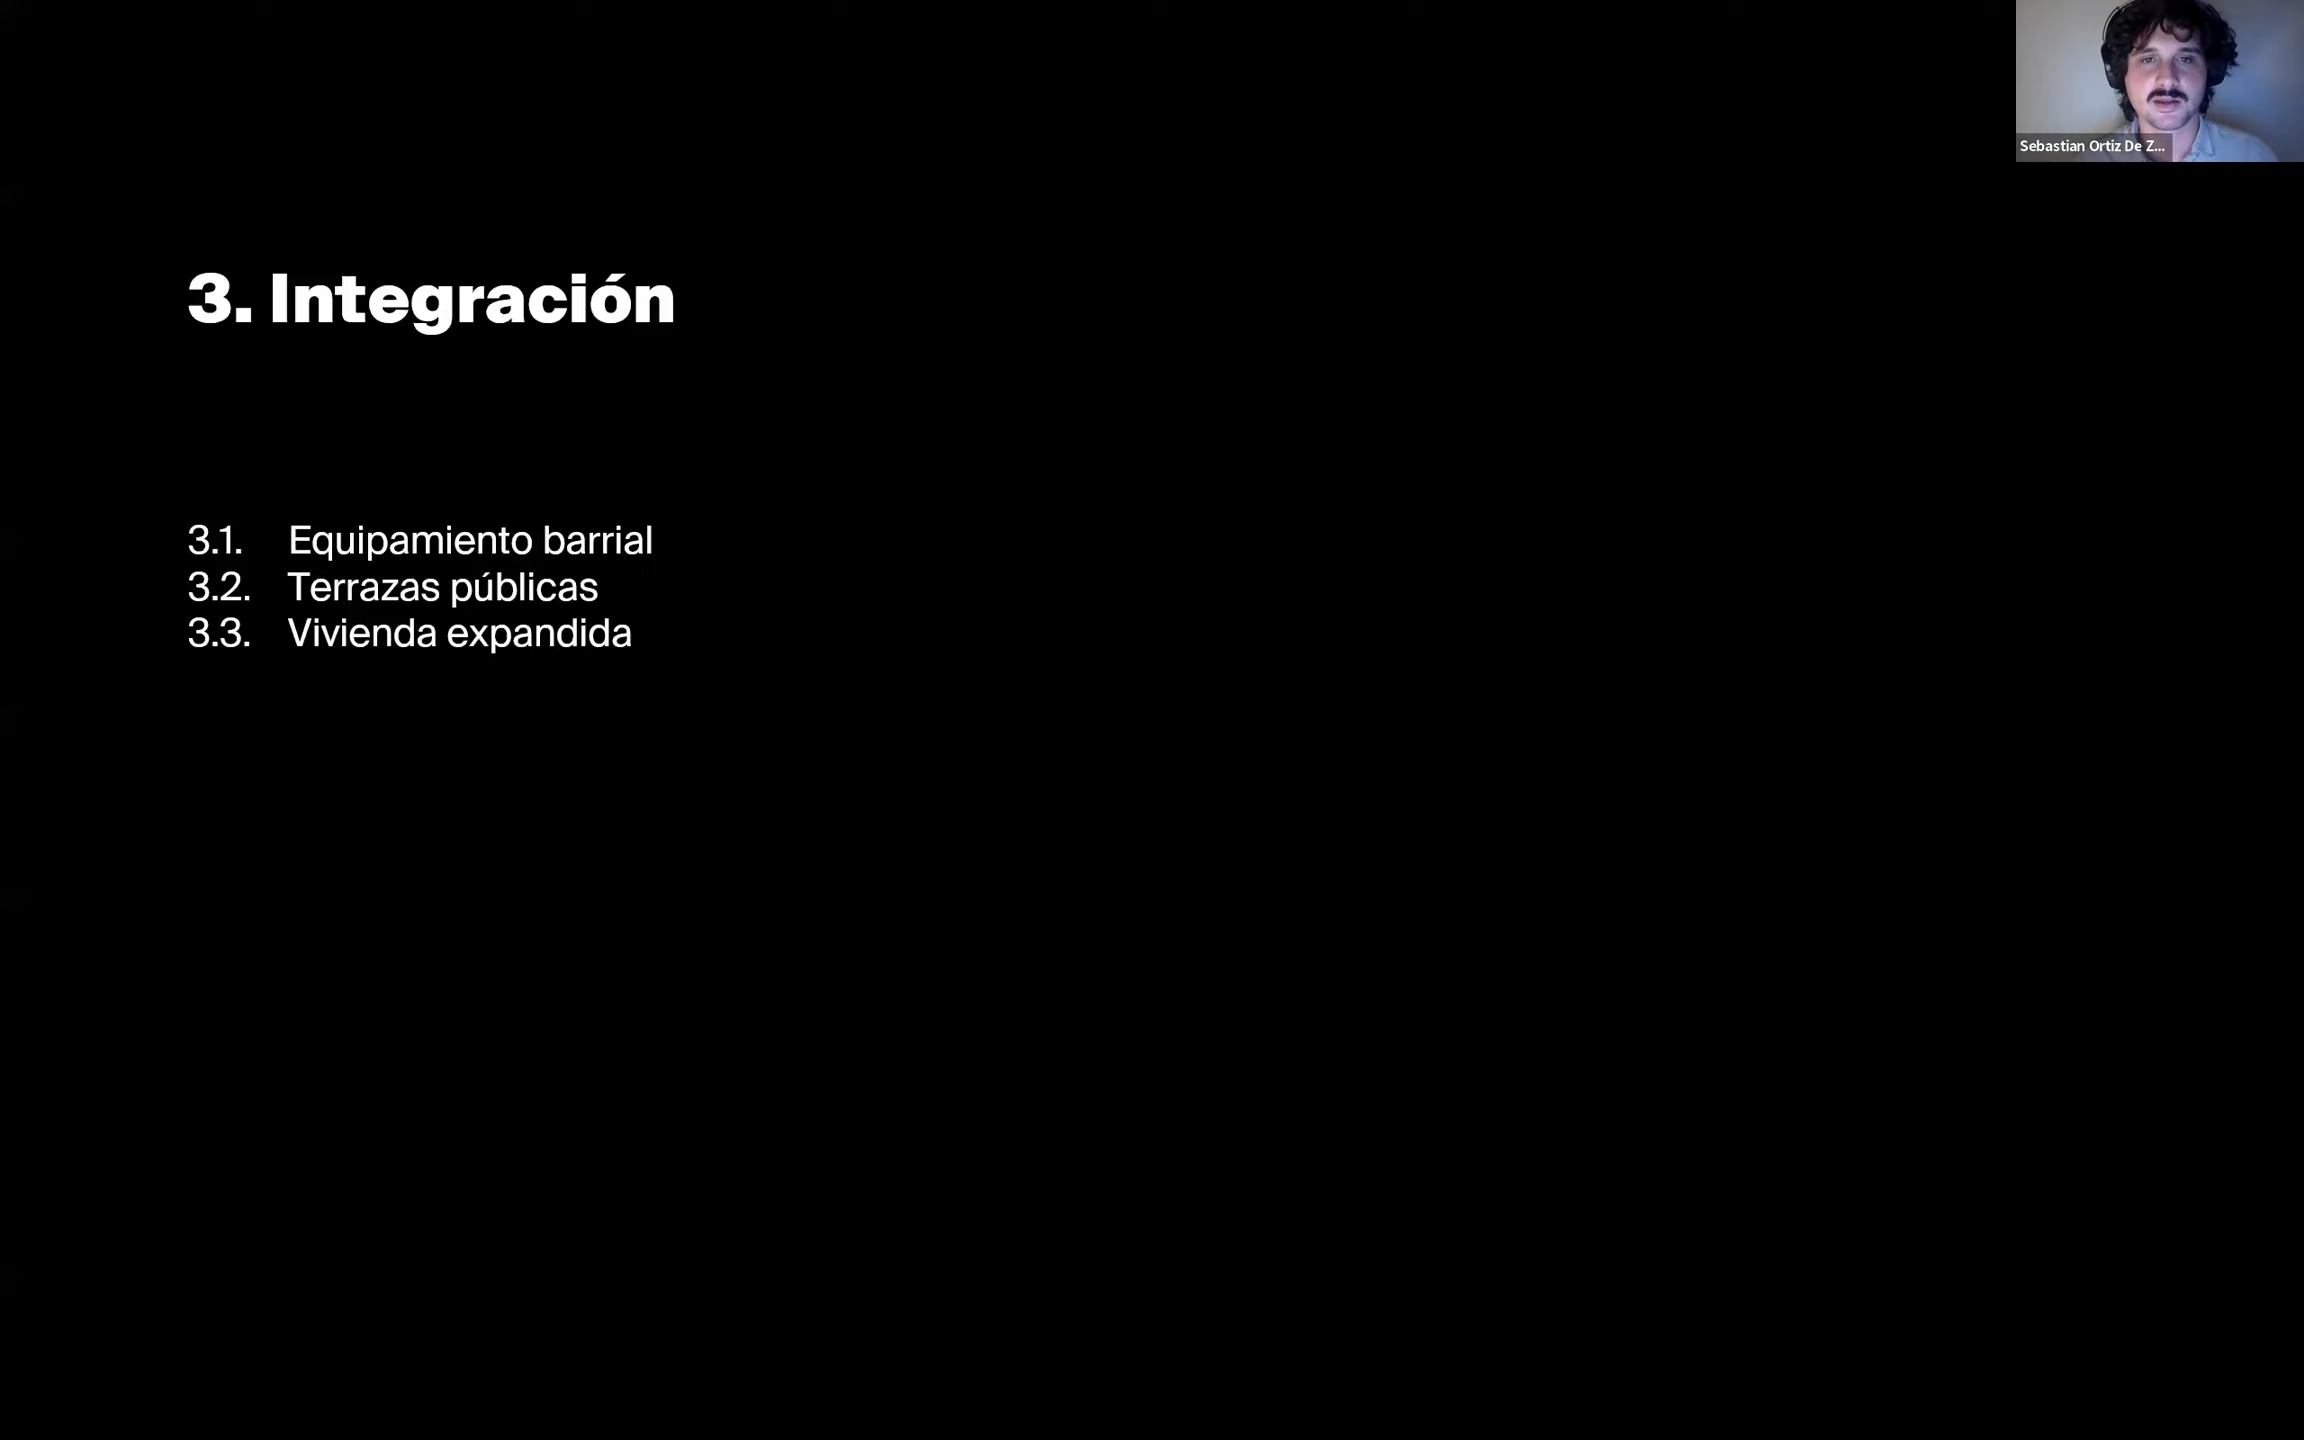 Sebastian Ortiz De Z...
3. Integración
3.1. Equipamiento barrial
3.2. Terrazas públicas
3.3. Vivienda expandida